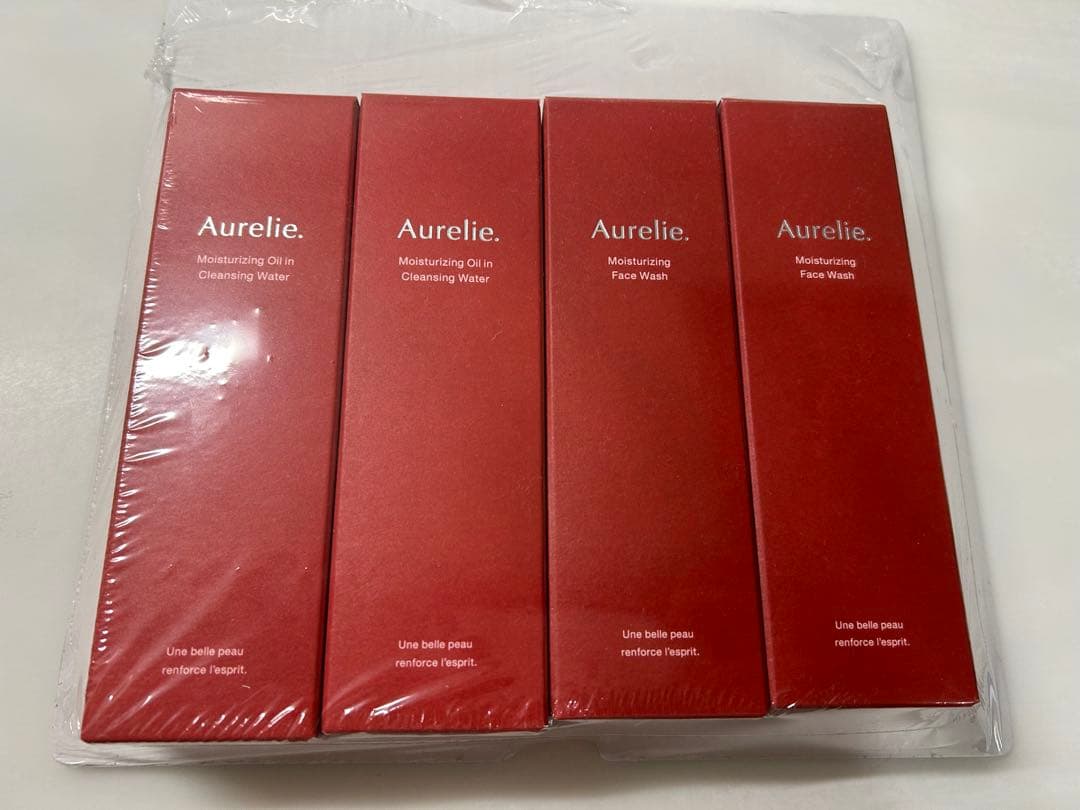 Aurelie.
Moisturizing Oil in
Cleansing Water
Une belle peau
renforce l'esprit.
Aurelie.
Moisturizing Oil in
Cleansing Water
Une belle peau
renforce l'esprit.
Aurelie.
Moisturizing
Face Wash
Une belle peau
renforce l'esprit.
Aurelie.
Moisturizing
Face Wash
Une belle peau
renforce l'esprit.